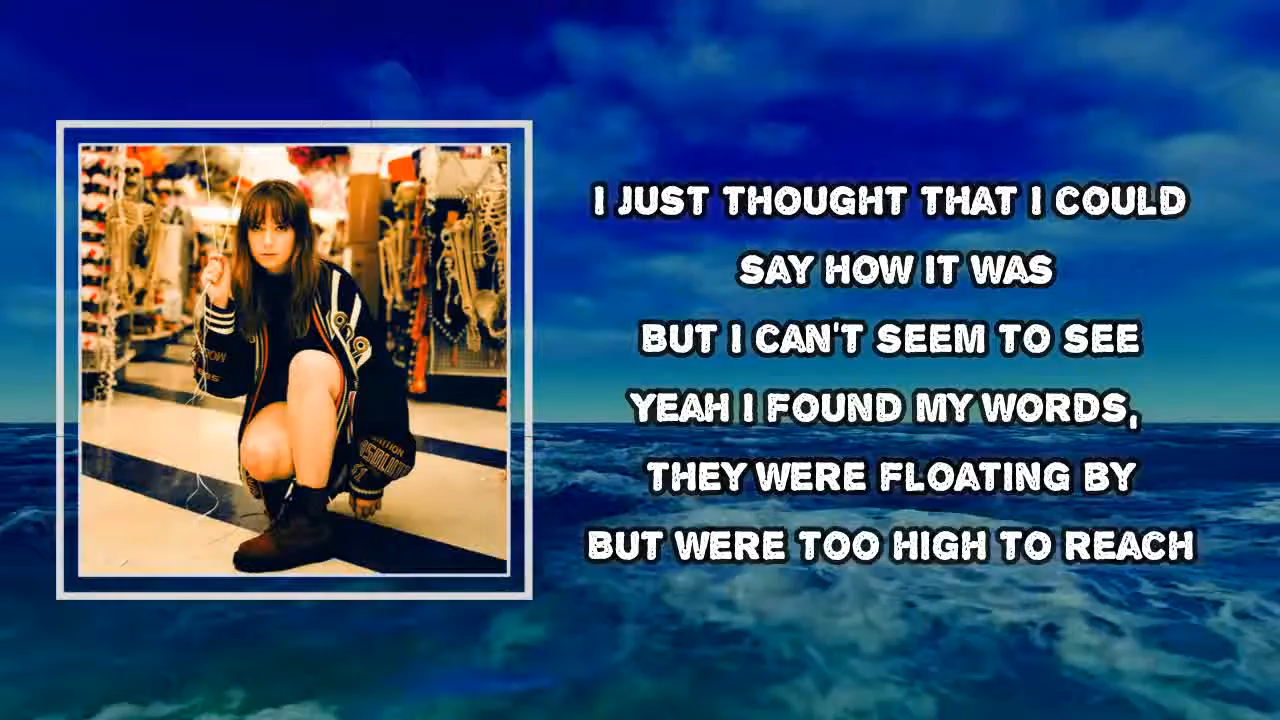 I JUST THOUGHT THAT I COULD
SAY HOW IT WAS
BUT I CAN'T SEEM TO SEE
YEAH I FOUND MY WORDS,
THEY WERE FLOATING BY
BUT WERE TOO HIGH TO REACH